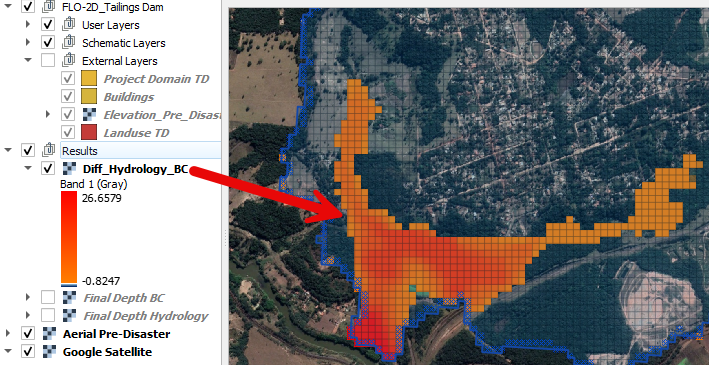 FLO-2D_Tailings Dam
User Layers
Schematic Layers
External Layers
Project Domain TD
Buildings
Elevation_Pre_Disas
Landuse TD
Results
Diff_Hydrology_BC
Band 1 (Gray)
26.6579
-0.8247
Final Depth BC
Final Depth Hydrology
Aerial Pre-Disaster
Google Satellite